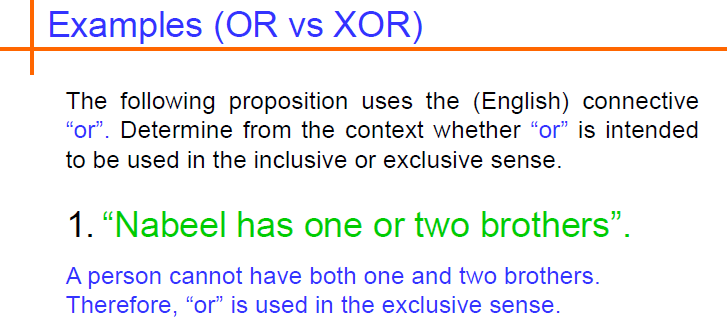 Examples (OR vs XOR)
The following proposition uses the (English) connective
“or”. Determine from the context whether “or” is intended
to be used in the inclusive or exclusive sense.
1. “Nabeel has one or two brothers”.
A person cannot have both one and two brothers.
Therefore, “or” is used in the exclusive sense.